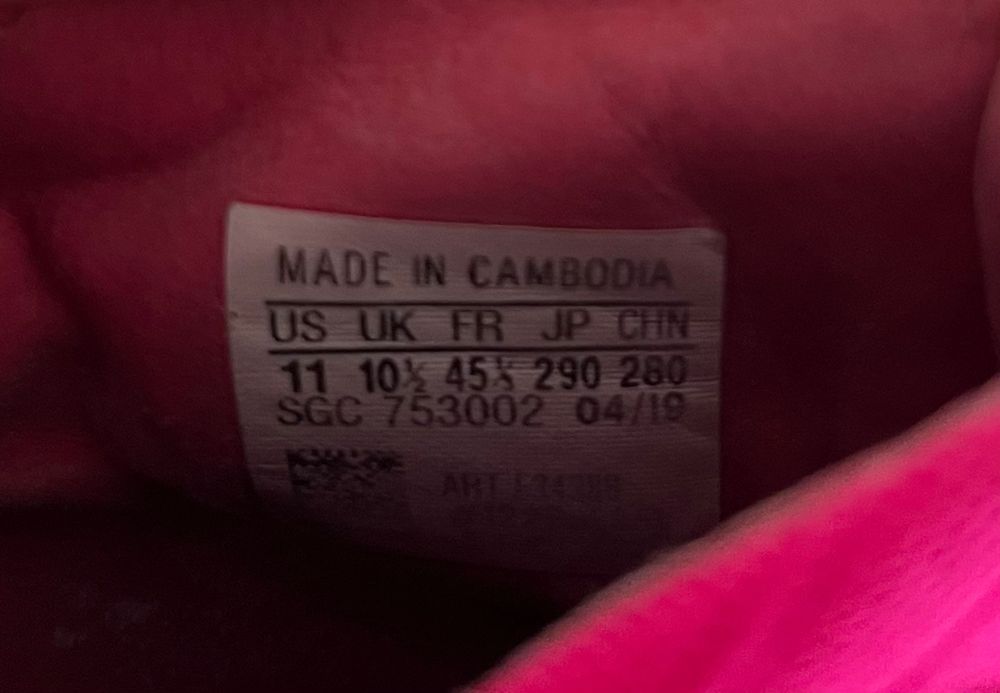 MADE IN CAMBODIA
US UK FR JP CHN
11 10½ 45⅓ 290 280
SGC 753002 04/19
ART